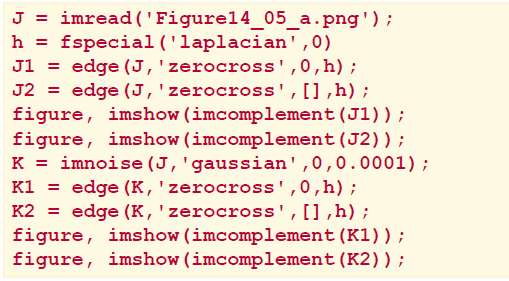 J = imread('Figure14_05_a.png');
h = fspecial('laplacian',0)
J1 = edge(J,'zerocross',0,h);
J2 = edge(J,'zerocross',[],h);
figure, imshow(imcomplement(J1));
figure, imshow(imcomplement(J2));
K = imnoise(J,'gaussian',0,0.0001);
K1 = edge(K,'zerocross',0,h);
K2 = edge(K,'zerocross',[],h);
figure, imshow(imcomplement(K1));
figure, imshow(imcomplement(K2));